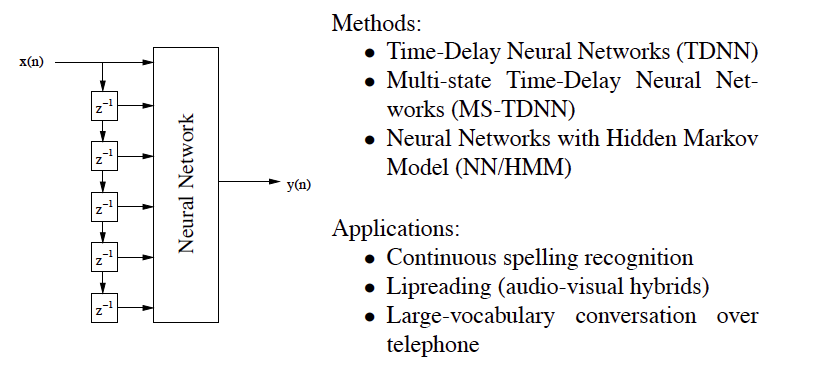 x(n)
z⁻¹
z⁻¹
z⁻¹
z⁻¹
z⁻¹
Neural Network
y(n)
Methods:
• Time-Delay Neural Networks (TDNN)
• Multi-state Time-Delay Neural Net-
works (MS-TDNN)
• Neural Networks with Hidden Markov
Model (NN/HMM)
Applications:
• Continuous spelling recognition
• Lipreading (audio-visual hybrids)
• Large-vocabulary conversation over
telephone